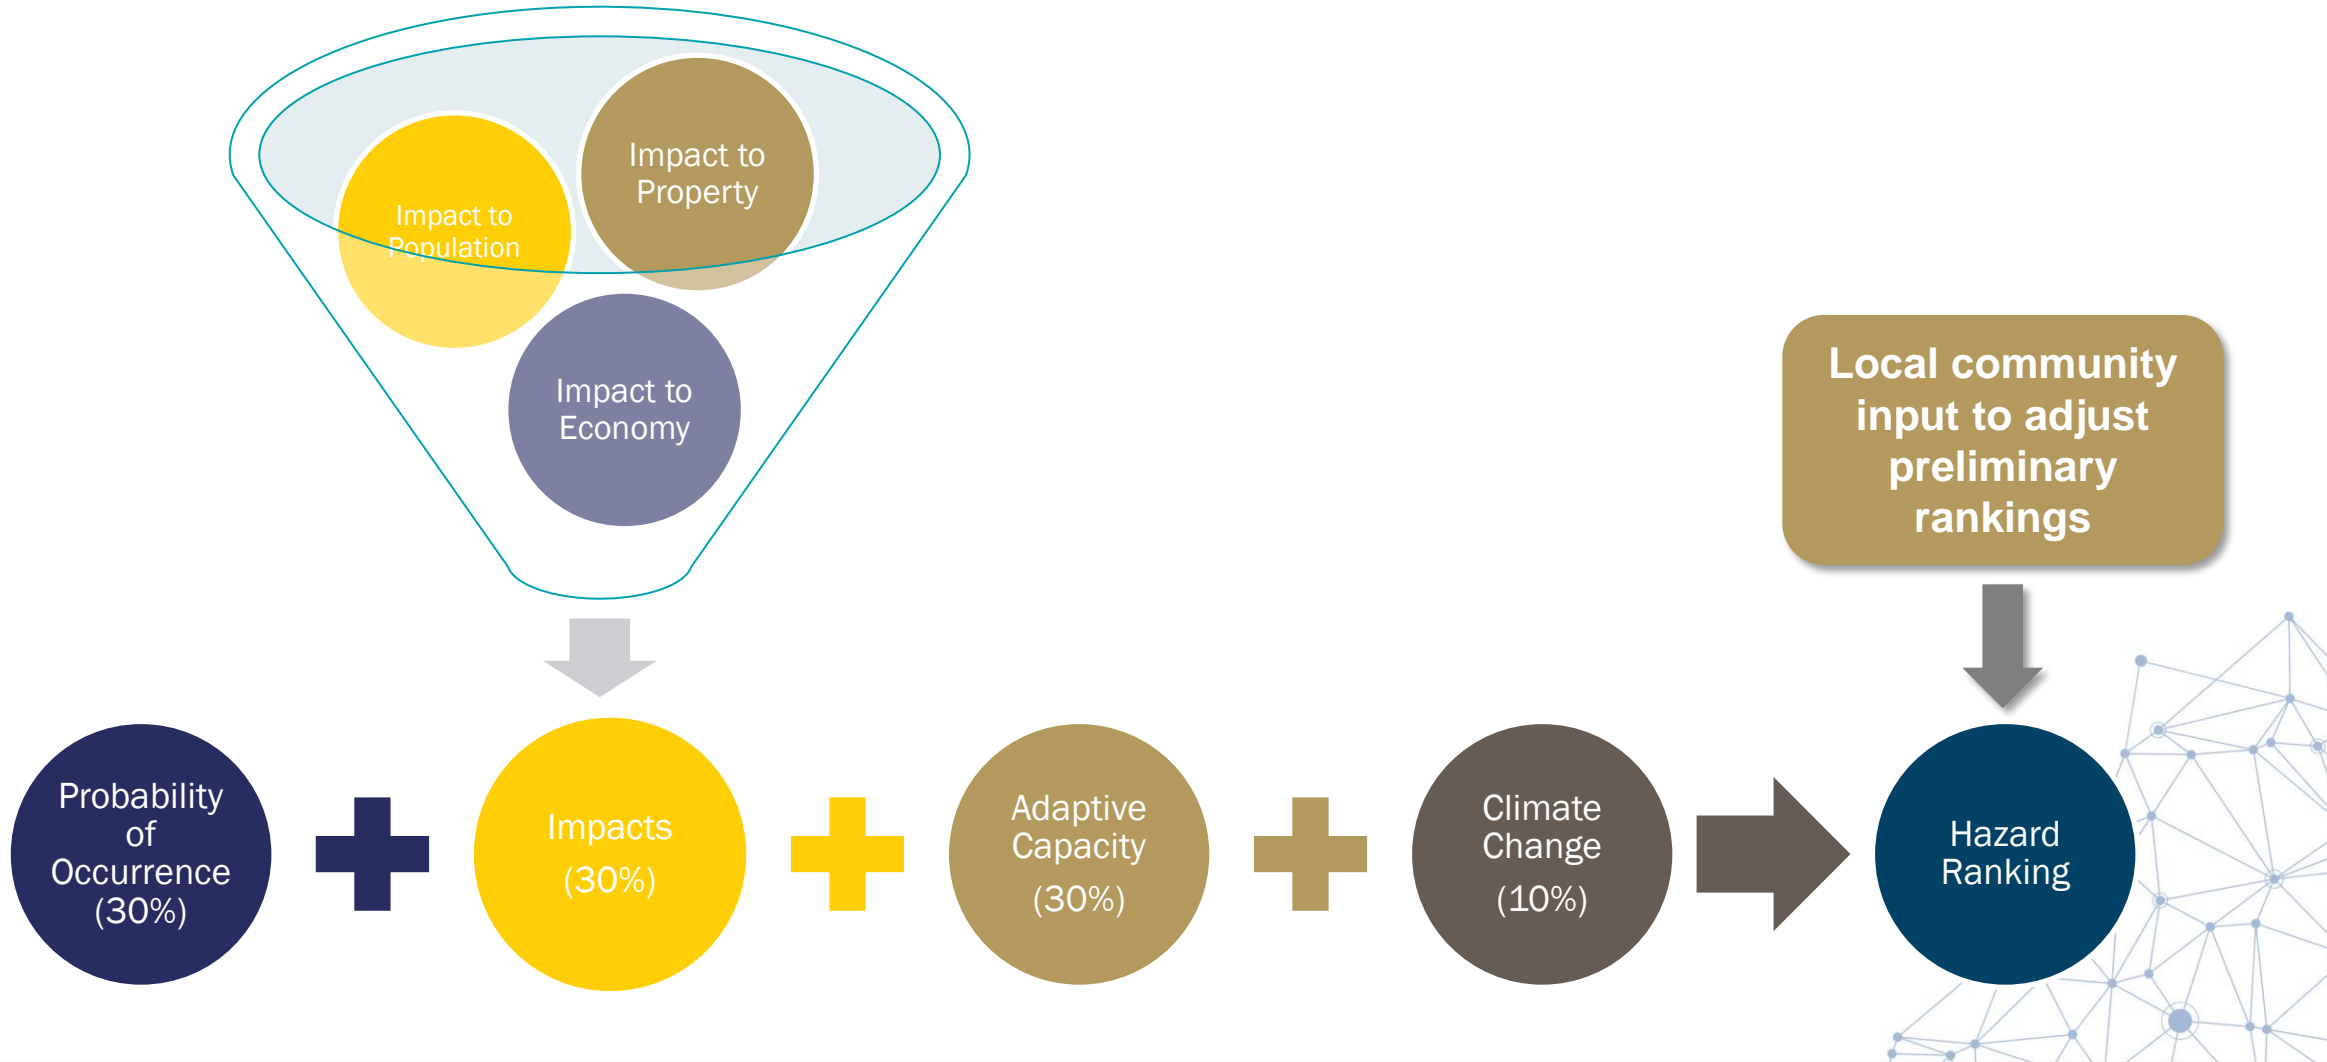 Impact to
Property
Impact to
Population
Impact to
Economy
Local community
input to adjust
preliminary
rankings
Probability
of
Occurrence
(30%)
Impacts
(30%)
Adaptive
Capacity
(30%)
Climate
Change
(10%)
Hazard
Ranking